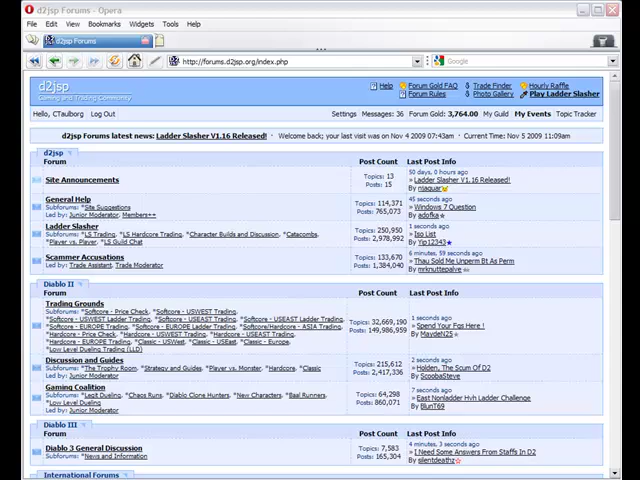 d2jsp Forums - Opera
File Edit View Bookmarks Widgets Tools Help
d2jsp Forums
http://forums.d2jsp.org/index.php
Google
d2jsp
Gaming and Trading Community
Help Forum Gold FAQ Trade Finder Hourly Raffle
Forum Rules Photo Gallery Play Ladder Slasher
Hello, CTaulborg Log Out
Settings Messages: 36 Forum Gold: 3,764.00 My Guild My Events Topic Tracker
d2jsp Forums latest news: Ladder Slasher V1.16 Released! · Welcome back; your last visit was on Nov 4 2009 07:43am · Current Time: Nov 5 2009 11:09am
d2jsp
Forum Post Count Last Post Info
Site Announcements
Topics: 13
Posts: 15
50 days, 0 hours ago
» Ladder Slasher V1.16 Released!
By njaguar
General Help
Subforums: *Site Suggestions
Led by: Junior Moderator, Members++
Topics: 114,371
Posts: 765,073
45 seconds ago
» Windows 7 Question
By adofka
Ladder Slasher
Subforums: *LS Trading, *LS Hardcore Trading, *Character Builds and Discussion, *Catacombs,
*Player vs. Player, *LS Guild Chat
Topics: 250,950
Posts: 2,978,992
1 seconds ago
» Iso List
By Yip12343
Scammer Accusations
Led by: Trade Assistant, Trade Moderator
Topics: 133,670
Posts: 1,384,040
6 minutes, 59 seconds ago
» Thau Sold Me Unperm Bt As Perm
By mrknuttepalve
Diablo II
Forum Post Count Last Post Info
Trading Grounds
Subforums: *Softcore - Price Check, *Softcore - USWEST Trading,
*Softcore - USWEST Ladder Trading, *Softcore - USEAST Trading, *Softcore - USEAST Ladder Trading,
*Softcore - EUROPE Trading, *Softcore - EUROPE Ladder Trading, *Softcore/Hardcore - ASIA Trading,
*Hardcore - Price Check, *Hardcore - USWEST Trading, *Hardcore - USEAST Trading,
*Hardcore - EUROPE Trading, *Classic - USWest, *Classic - USEast, *Classic - Europe,
*Low Level Dueling Trading (LLD)
Topics: 32,669,190
Posts: 149,986,959
1 seconds ago
» Spend Your Fgs Here !
By MaydeN25
Discussion and Guides
Subforums: *The Trophy Room, *Strategy and Guides, *Player vs. Monster, *Hardcore, *Classic
Led by: Junior Moderator
Topics: 215,612
Posts: 2,417,336
2 seconds ago
» Holden, The Scum Of D2
By ScoobaSteve
Gaming Coalition
Subforums: *Legit Dueling, *Chaos Runs, *Diablo Clone Hunters, *New Characters, *Baal Runners,
*Low Level Dueling
Led by: Junior Moderator
Topics: 64,298
Posts: 860,071
7 seconds ago
» East Nonladder Hvh Ladder Challenge
By BlunT69
Diablo III
Forum Post Count Last Post Info
Diablo 3 General Discussion
Subforums: *News and Information
Topics: 7,583
Posts: 165,304
4 minutes, 3 seconds ago
» I Need Some Answers From Staffs In D2
By silentdeathz
International Forums